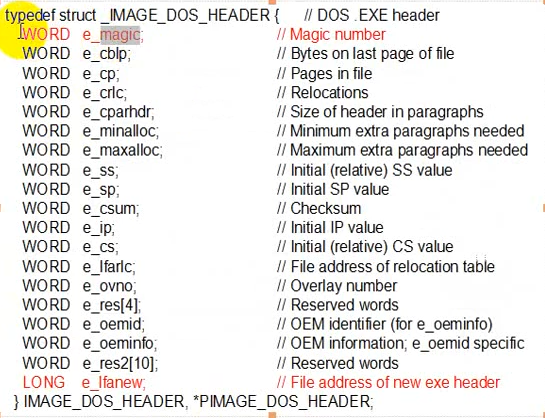 typedef struct _IMAGE_DOS_HEADER { // DOS .EXE header
WORD e_magic; // Magic number
WORD e_cblp; // Bytes on last page of file
WORD e_cp; // Pages in file
WORD e_crlc; // Relocations
WORD e_cparhdr; // Size of header in paragraphs
WORD e_minalloc; // Minimum extra paragraphs needed
WORD e_maxalloc; // Maximum extra paragraphs needed
WORD e_ss; // Initial (relative) SS value
WORD e_sp; // Initial SP value
WORD e_csum; // Checksum
WORD e_ip; // Initial IP value
WORD e_cs; // Initial (relative) CS value
WORD e_lfarlc; // File address of relocation table
WORD e_ovno; // Overlay number
WORD e_res[4]; // Reserved words
WORD e_oemid; // OEM identifier (for e_oeminfo)
WORD e_oeminfo; // OEM information; e_oemid specific
WORD e_res2[10]; // Reserved words
LONG e_lfanew; // File address of new exe header
} IMAGE_DOS_HEADER, *PIMAGE_DOS_HEADER;